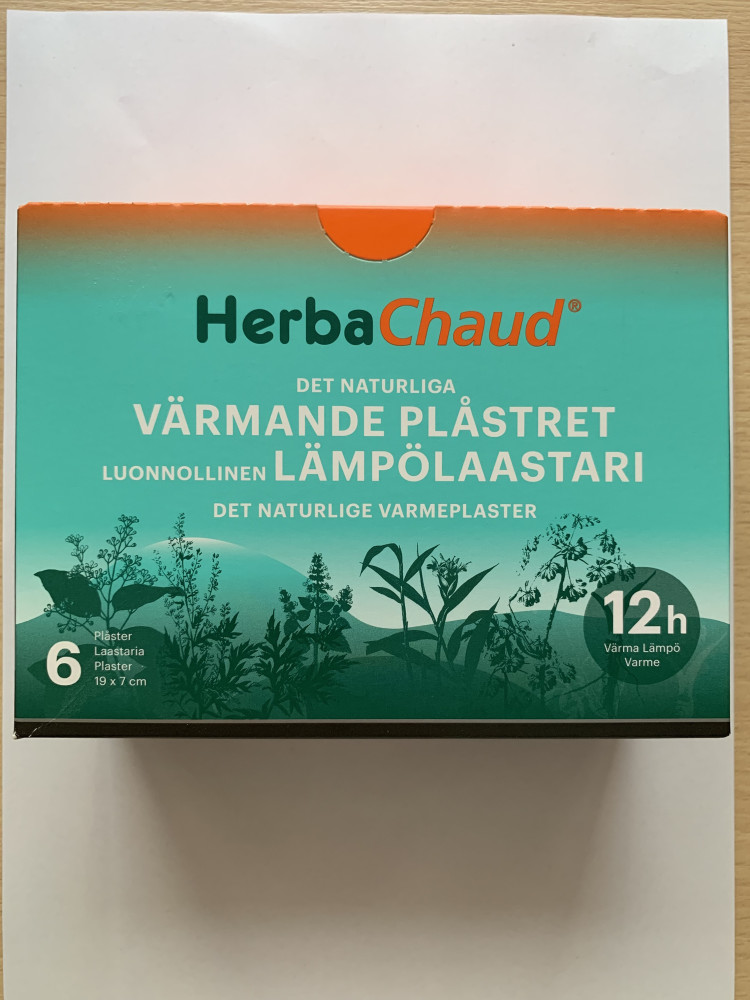 HerbaChaud®
DET NATURLIGA
VÄRMANDE PLÅSTRET
LUONNOLLINEN LÄMPÖLAASTARI
DET NATURLIGE VARMEPLASTER
6
Plåster
Laastaria
Plaster
19 x 7 cm
12h
Värma Lämpö
Varme